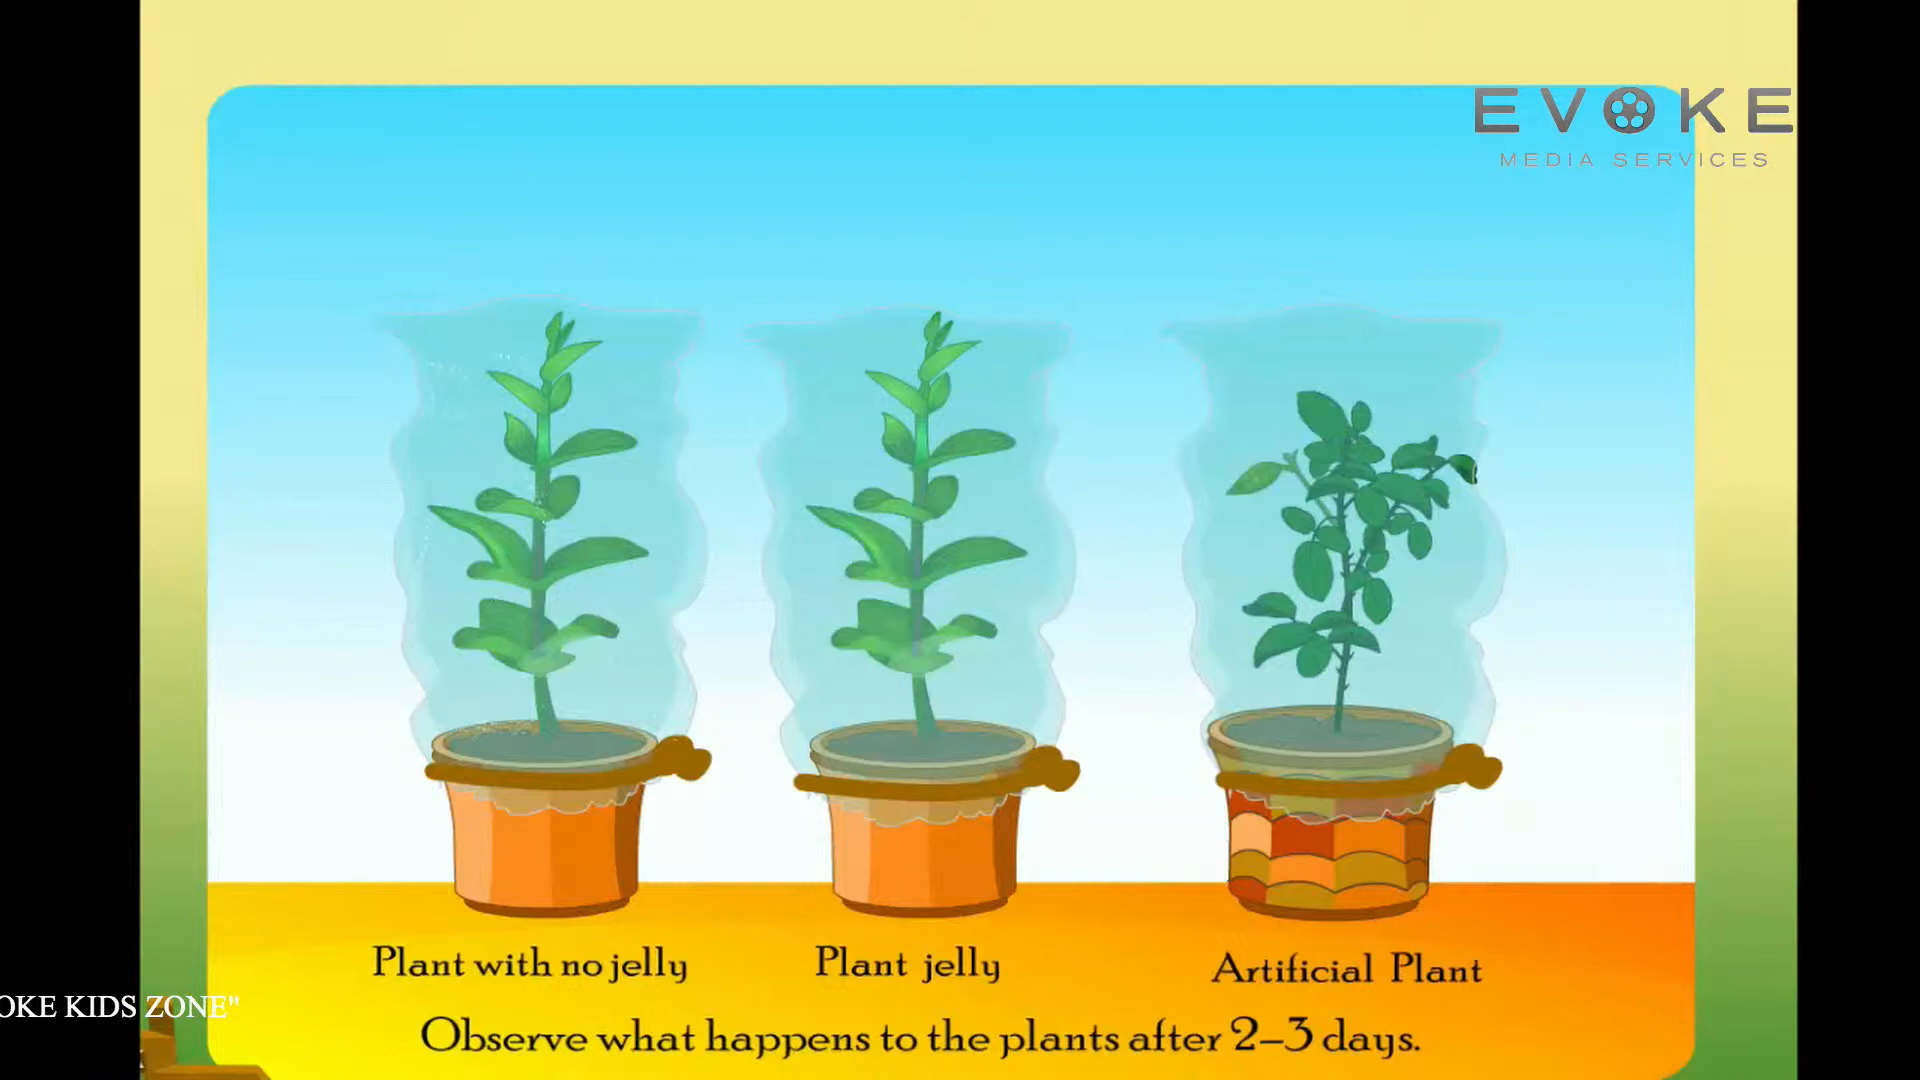 EVOKE
MEDIA SERVICES
Plant with no jelly
Plant jelly
Artificial Plant
OKE KIDS ZONE"
Observe what happens to the plants after 2–3 days.